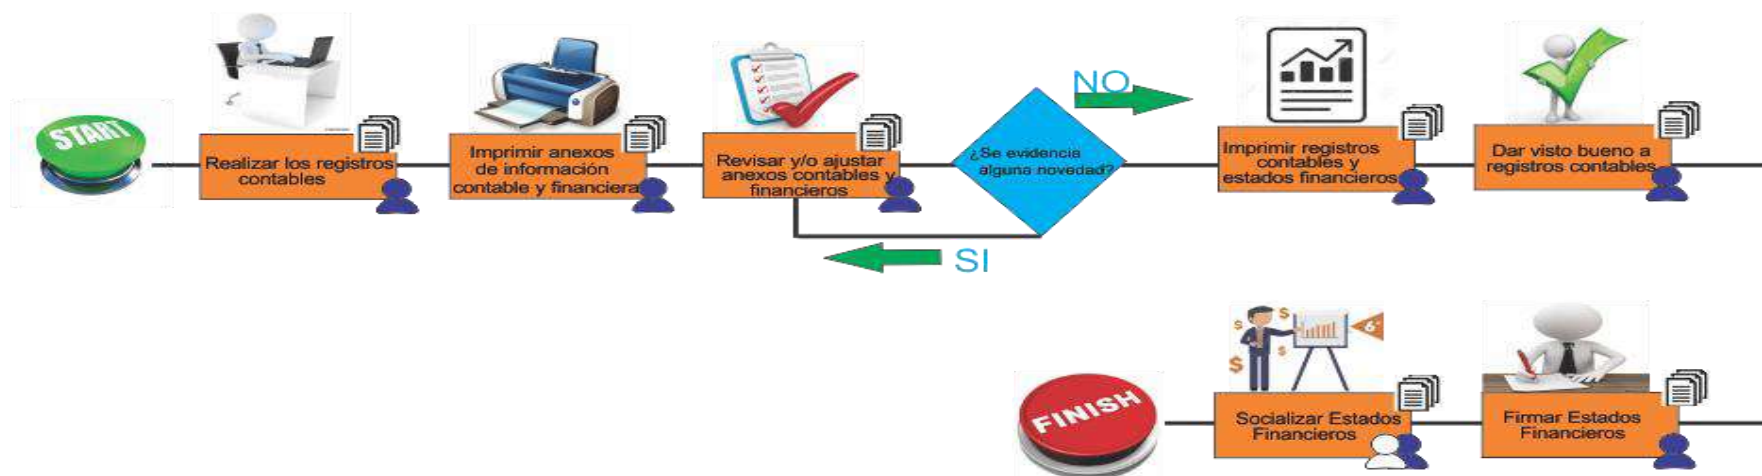 START
Realizar los registros
contables
Imprimir anexos
de información
contable y financiera
Revisar y/o ajustar
anexos contables y
financieros
¿Se evidencia
alguna novedad?
NO
SI
Imprimir registros
contables y
estados financieros
Dar visto bueno a
registros contables
Firmar Estados
Financieros
Socializar Estados
Financieros
FINISH